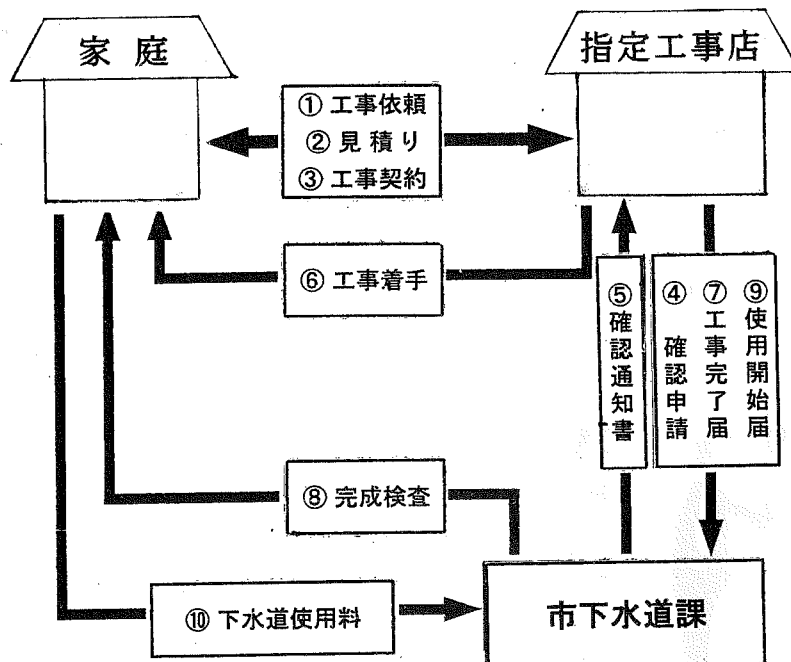 家庭
指定工事店
① 工事依頼
② 見積り
③ 工事契約
⑥ 工事着手
⑤ 確認通知書
④ 確認申請
⑦ 工事完了届
⑨ 使用開始届
⑧ 完成検査
⑩ 下水道使用料
市下水道課